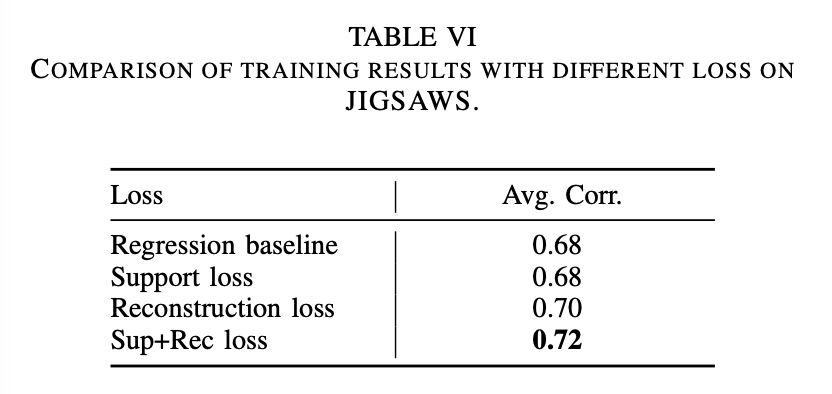 TABLE VI
COMPARISON OF TRAINING RESULTS WITH DIFFERENT LOSS ON
JIGSAWS.
Loss Avg. Corr.
Regression baseline 0.68
Support loss 0.68
Reconstruction loss 0.70
Sup+Rec loss 0.72